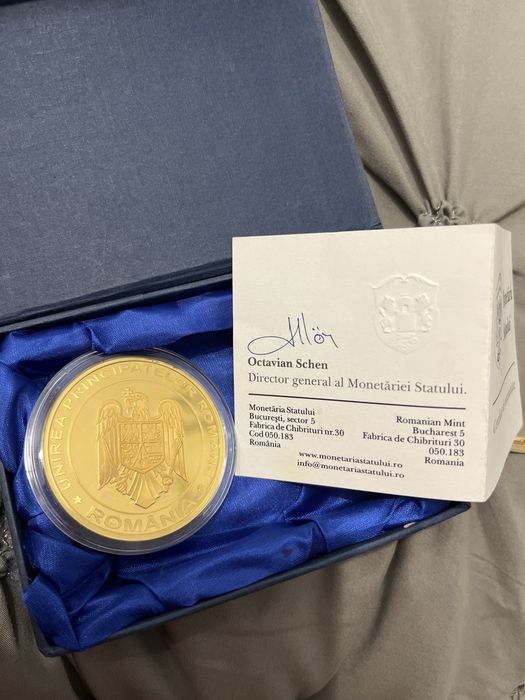 UNIREA PRINCIPATELOR ROMÂNE
ROMÂNIA
Octavian Schen
Director general al Monetăriei Statului.
Monetăria Statului
București, sector 5
Fabrica de Chibrituri nr.30
Cod 050.183
România
Romanian Mint
Bucharest 5
Fabrica de Chibrituri 30
050.183
Romania
www.monetariastatului.ro
info@monetariastatului.ro